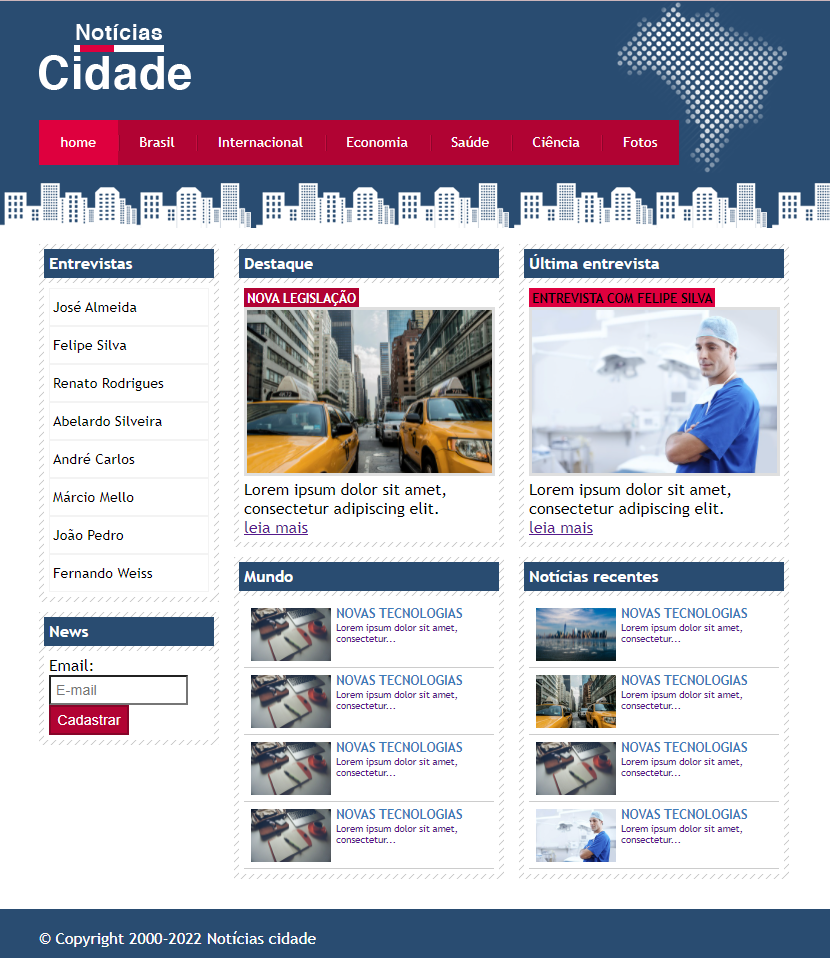 Notícias
Cidade
home Brasil Internacional Economia Saúde Ciência Fotos
Entrevistas
José Almeida
Felipe Silva
Renato Rodrigues
Abelardo Silveira
André Carlos
Márcio Mello
João Pedro
Fernando Weiss
News
Email:
E-mail
Cadastrar
Destaque
NOVA LEGISLAÇÃO
Lorem ipsum dolor sit amet,
consectetur adipiscing elit.
leia mais
Última entrevista
ENTREVISTA COM FELIPE SILVA
Lorem ipsum dolor sit amet,
consectetur adipiscing elit.
leia mais
Mundo
NOVAS TECNOLOGIAS
Lorem ipsum dolor sit amet,
consectetur...
NOVAS TECNOLOGIAS
Lorem ipsum dolor sit amet,
consectetur...
NOVAS TECNOLOGIAS
Lorem ipsum dolor sit amet,
consectetur...
NOVAS TECNOLOGIAS
Lorem ipsum dolor sit amet,
consectetur...
Notícias recentes
NOVAS TECNOLOGIAS
Lorem ipsum dolor sit amet,
consectetur...
NOVAS TECNOLOGIAS
Lorem ipsum dolor sit amet,
consectetur...
NOVAS TECNOLOGIAS
Lorem ipsum dolor sit amet,
consectetur...
NOVAS TECNOLOGIAS
Lorem ipsum dolor sit amet,
consectetur...
© Copyright 2000-2022 Notícias cidade